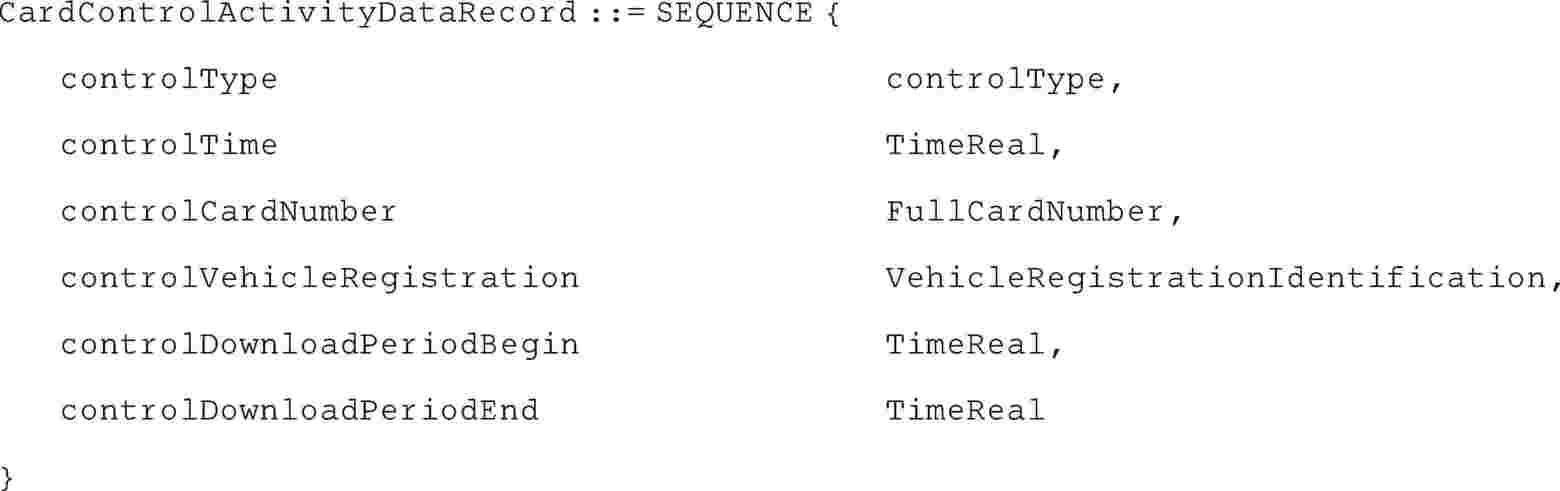 CardControlActivityDataRecord ::= SEQUENCE {
controlType controlType,
controlTime TimeReal,
controlCardNumber FullCardNumber,
controlVehicleRegistration VehicleRegistrationIdentification,
controlDownloadPeriodBegin TimeReal,
controlDownloadPeriodEnd TimeReal
}